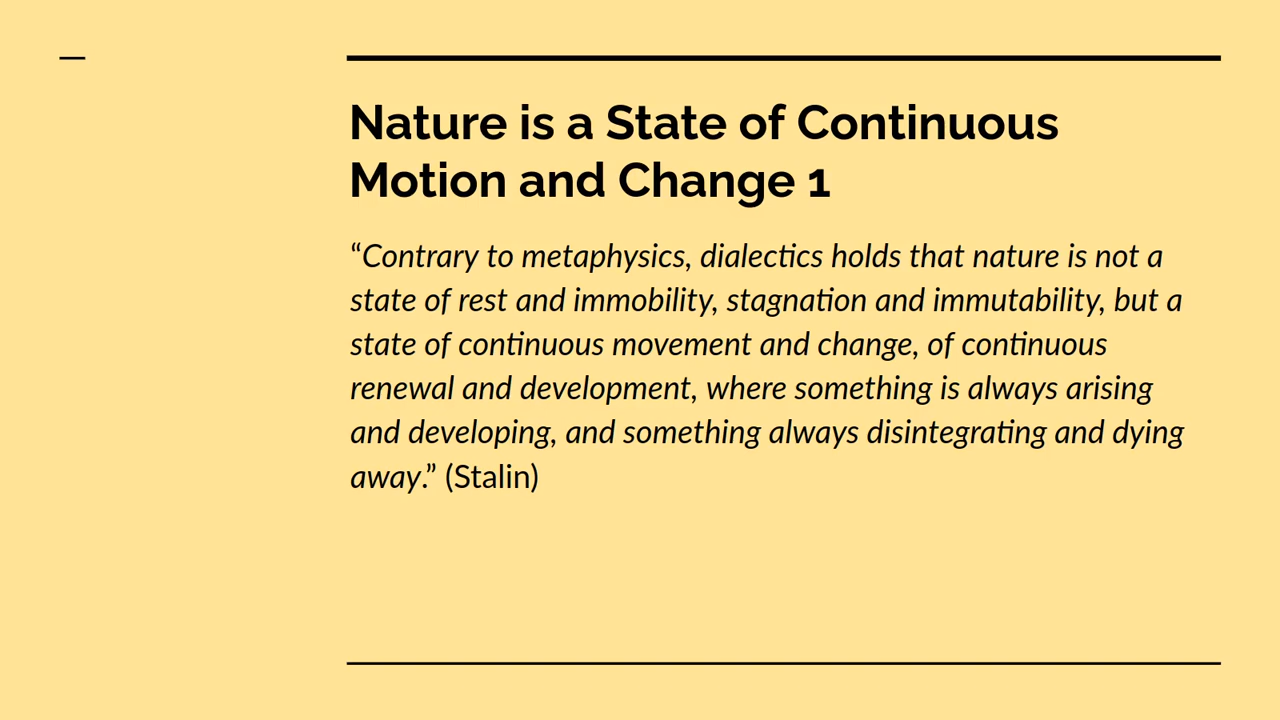 Nature is a State of Continuous
Motion and Change 1
“Contrary to metaphysics, dialectics holds that nature is not a
state of rest and immobility, stagnation and immutability, but a
state of continuous movement and change, of continuous
renewal and development, where something is always arising
and developing, and something always disintegrating and dying
away.” (Stalin)